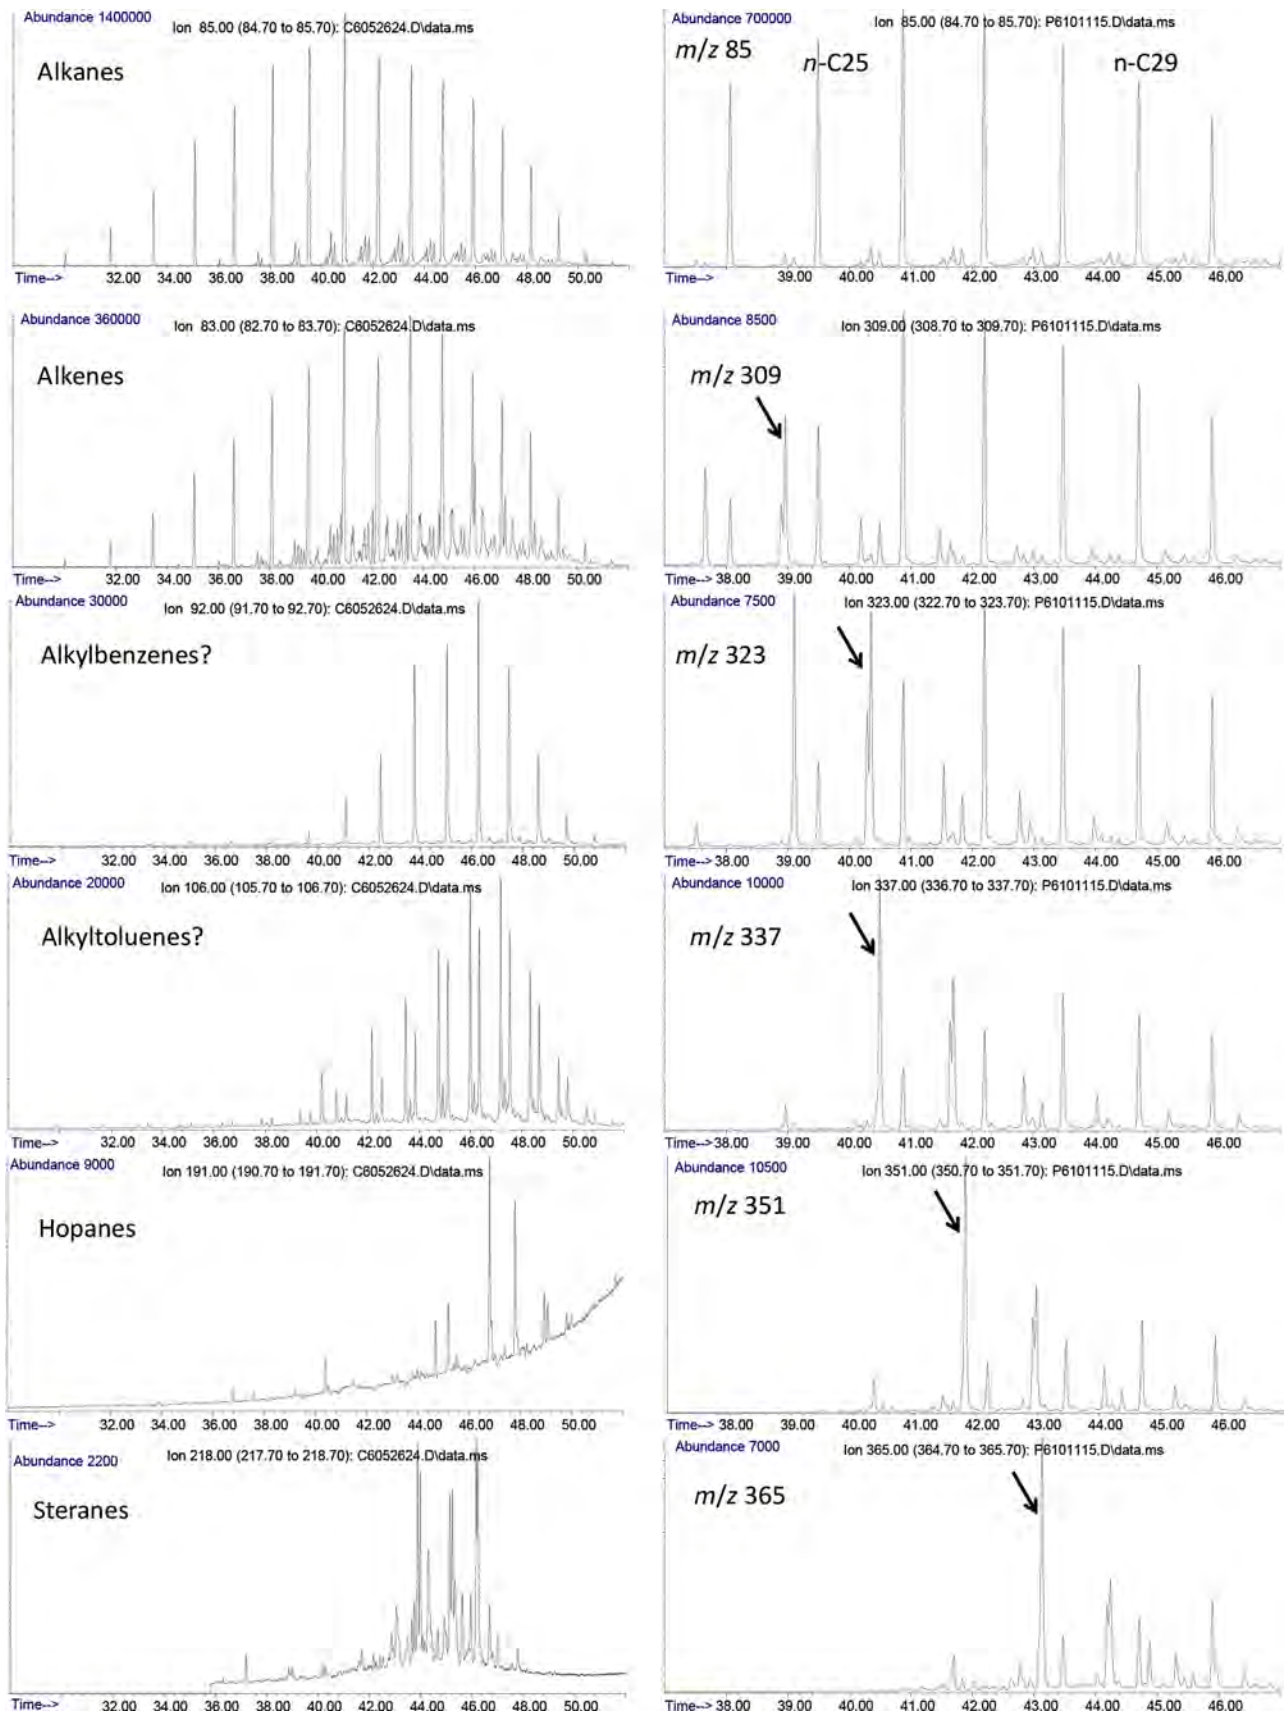 Abundance 1400000
Ion 85.00 (84.70 to 85.70): C6052624.D\data.ms
Alkanes
Time--> 32.00 34.00 36.00 38.00 40.00 42.00 44.00 46.00 48.00 50.00
Abundance 360000
Ion 83.00 (82.70 to 83.70): C6052624.D\data.ms
Alkenes
Time--> 32.00 34.00 36.00 38.00 40.00 42.00 44.00 46.00 48.00 50.00
Abundance 30000
Ion 92.00 (91.70 to 92.70): C6052624.D\data.ms
Alkylbenzenes?
Time--> 32.00 34.00 36.00 38.00 40.00 42.00 44.00 46.00 48.00 50.00
Abundance 20000
Ion 106.00 (105.70 to 106.70): C6052624.D\data.ms
Alkyltoluenes?
Time--> 32.00 34.00 36.00 38.00 40.00 42.00 44.00 46.00 48.00 50.00
Abundance 9000
Ion 191.00 (190.70 to 191.70): C6052624.D\data.ms
Hopanes
Time--> 32.00 34.00 36.00 38.00 40.00 42.00 44.00 46.00 48.00 50.00
Abundance 2200
Ion 218.00 (217.70 to 218.70): C6052624.D\data.ms
Steranes
Time--> 32.00 34.00 36.00 38.00 40.00 42.00 44.00 46.00 48.00 50.00
Abundance 700000
Ion 85.00 (84.70 to 85.70): P6101115.D\data.ms
m/z 85 n-C25 n-C29
Time--> 39.00 40.00 41.00 42.00 43.00 44.00 45.00 46.00
Abundance 8500
Ion 309.00 (308.70 to 309.70): P6101115.D\data.ms
m/z 309
Time--> 38.00 39.00 40.00 41.00 42.00 43.00 44.00 45.00 46.00
Abundance 7500
Ion 323.00 (322.70 to 323.70): P6101115.D\data.ms
m/z 323
Time--> 38.00 39.00 40.00 41.00 42.00 43.00 44.00 45.00 46.00
Abundance 10000
Ion 337.00 (336.70 to 337.70): P6101115.D\data.ms
m/z 337
Time--> 38.00 39.00 40.00 41.00 42.00 43.00 44.00 45.00 46.00
Abundance 10500
Ion 351.00 (350.70 to 351.70): P6101115.D\data.ms
m/z 351
Time--> 38.00 39.00 40.00 41.00 42.00 43.00 44.00 45.00 46.00
Abundance 7000
Ion 365.00 (364.70 to 365.70): P6101115.D\data.ms
m/z 365
Time--> 38.00 39.00 40.00 41.00 42.00 43.00 44.00 45.00 46.00